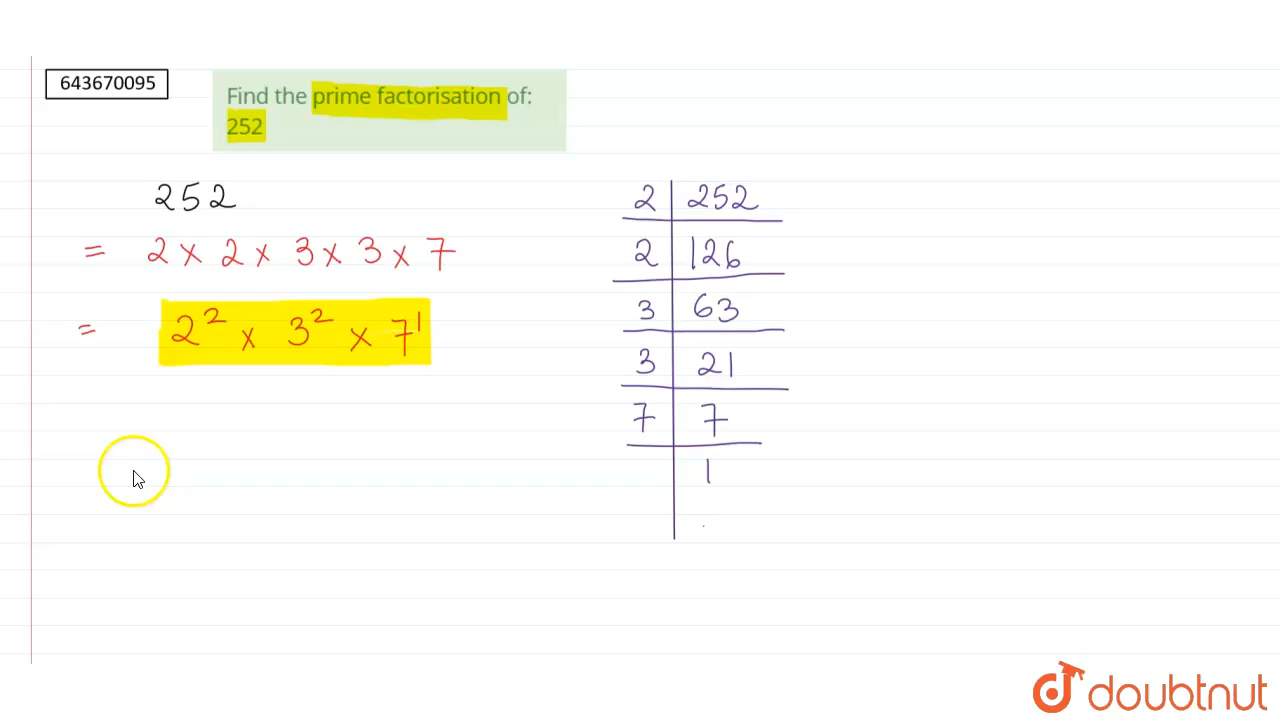 643670095
Find the prime factorisation of:
252
252
= 2 × 2 × 3 × 3 × 7
= 2² × 3² × 7¹
2 | 252
2 | 126
3 | 63
3 | 21
7 | 7
| 1
doubtnut